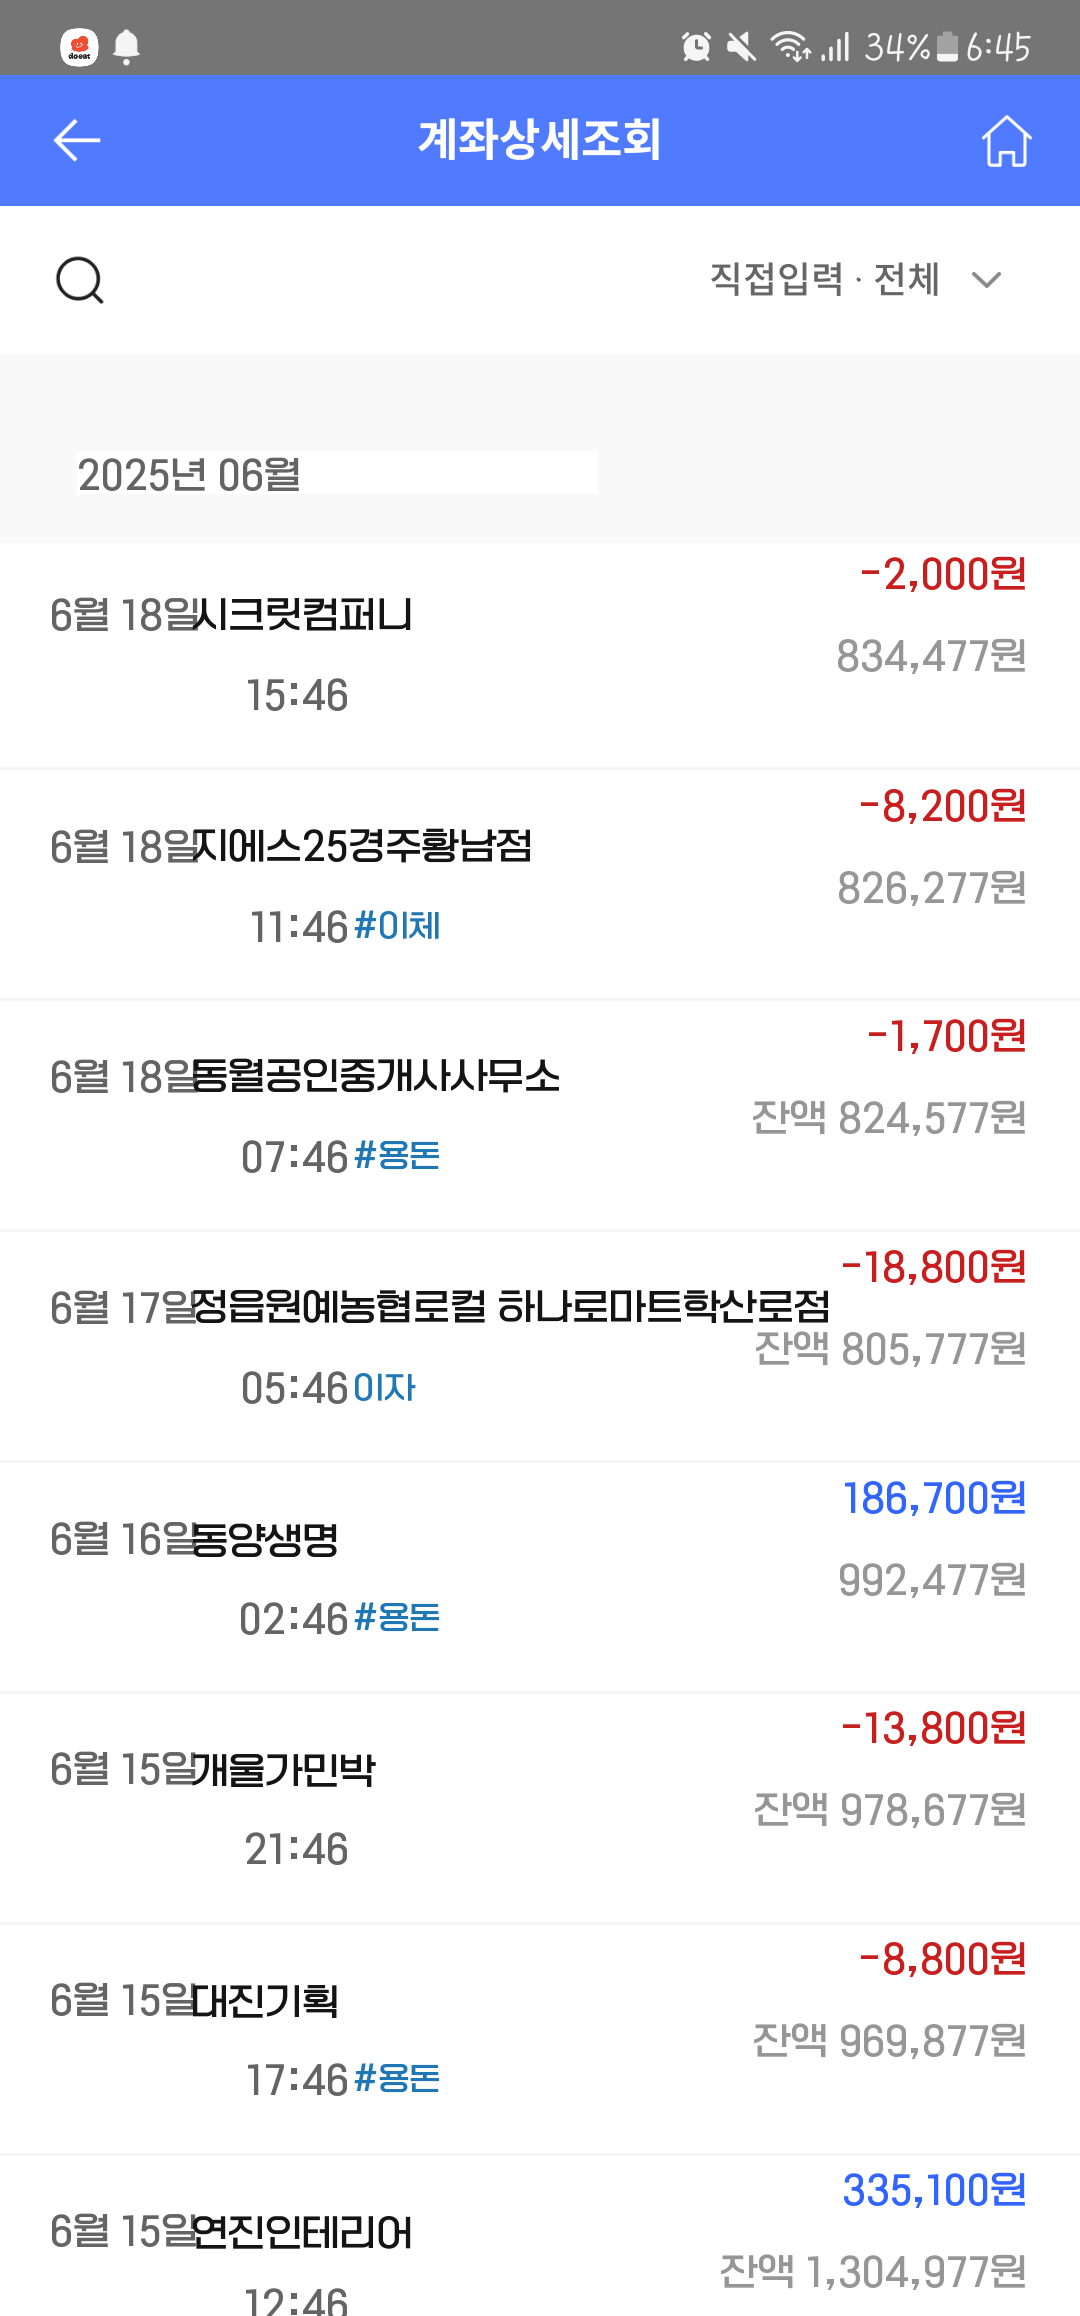 doeat
34% 6:45
계좌상세조회
직접입력 · 전체
2025년 06월
-2,000원
6월 18일 시크릿컴퍼니
834,477원
15:46
-8,200원
6월 18일 지에스25경주황남점
826,277원
11:46 #이체
-1,700원
6월 18일 동월공인중개사사무소
잔액 824,577원
07:46 #용돈
-18,800원
6월 17일 정읍원예농협로컬 하나로마트학산로점
잔액 805,777원
05:46 이자
186,700원
6월 16일 동양생명
992,477원
02:46 #용돈
-13,800원
6월 15일 개울가민박
잔액 978,677원
21:46
-8,800원
6월 15일 대진기획
잔액 969,877원
17:46 #용돈
335,100원
6월 15일 연진인테리어
잔액 1,304,977원
12:46